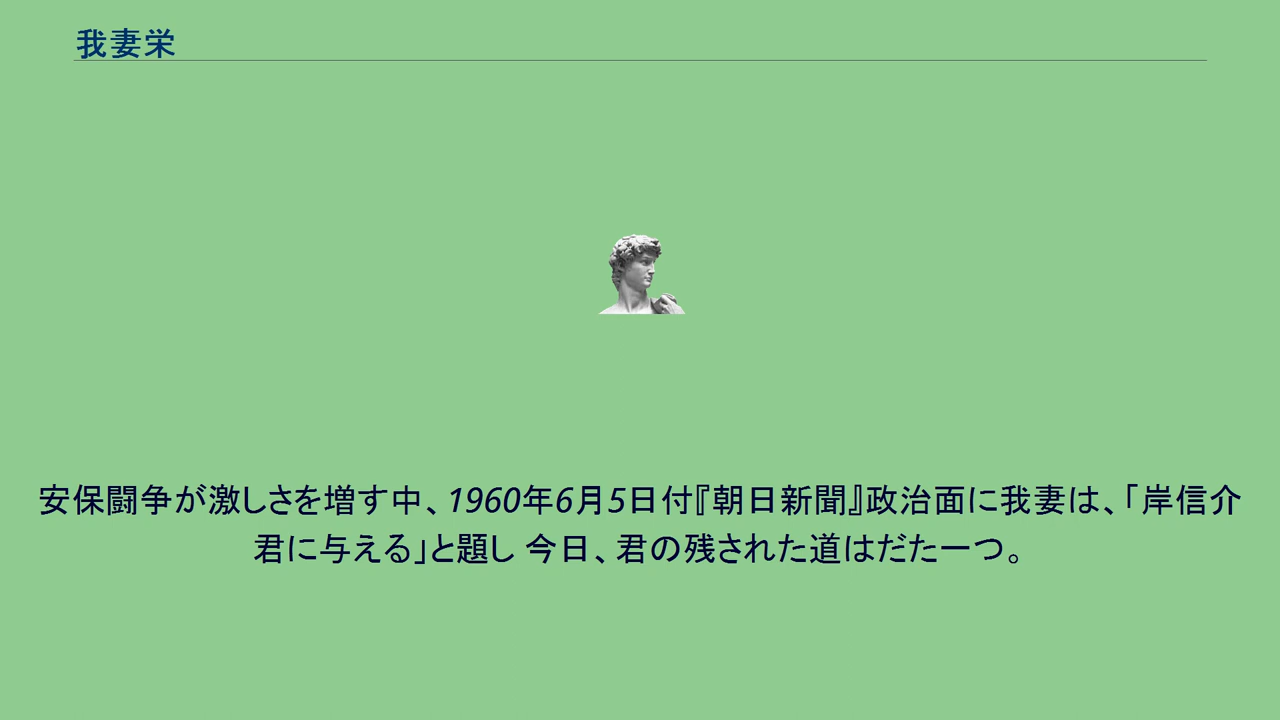 我妻栄
安保闘争が激しさを増す中、1960年6月5日付『朝日新聞』政治面に我妻は、「岸信介
君に与える」と題し 今日、君の残された道はだた一つ。